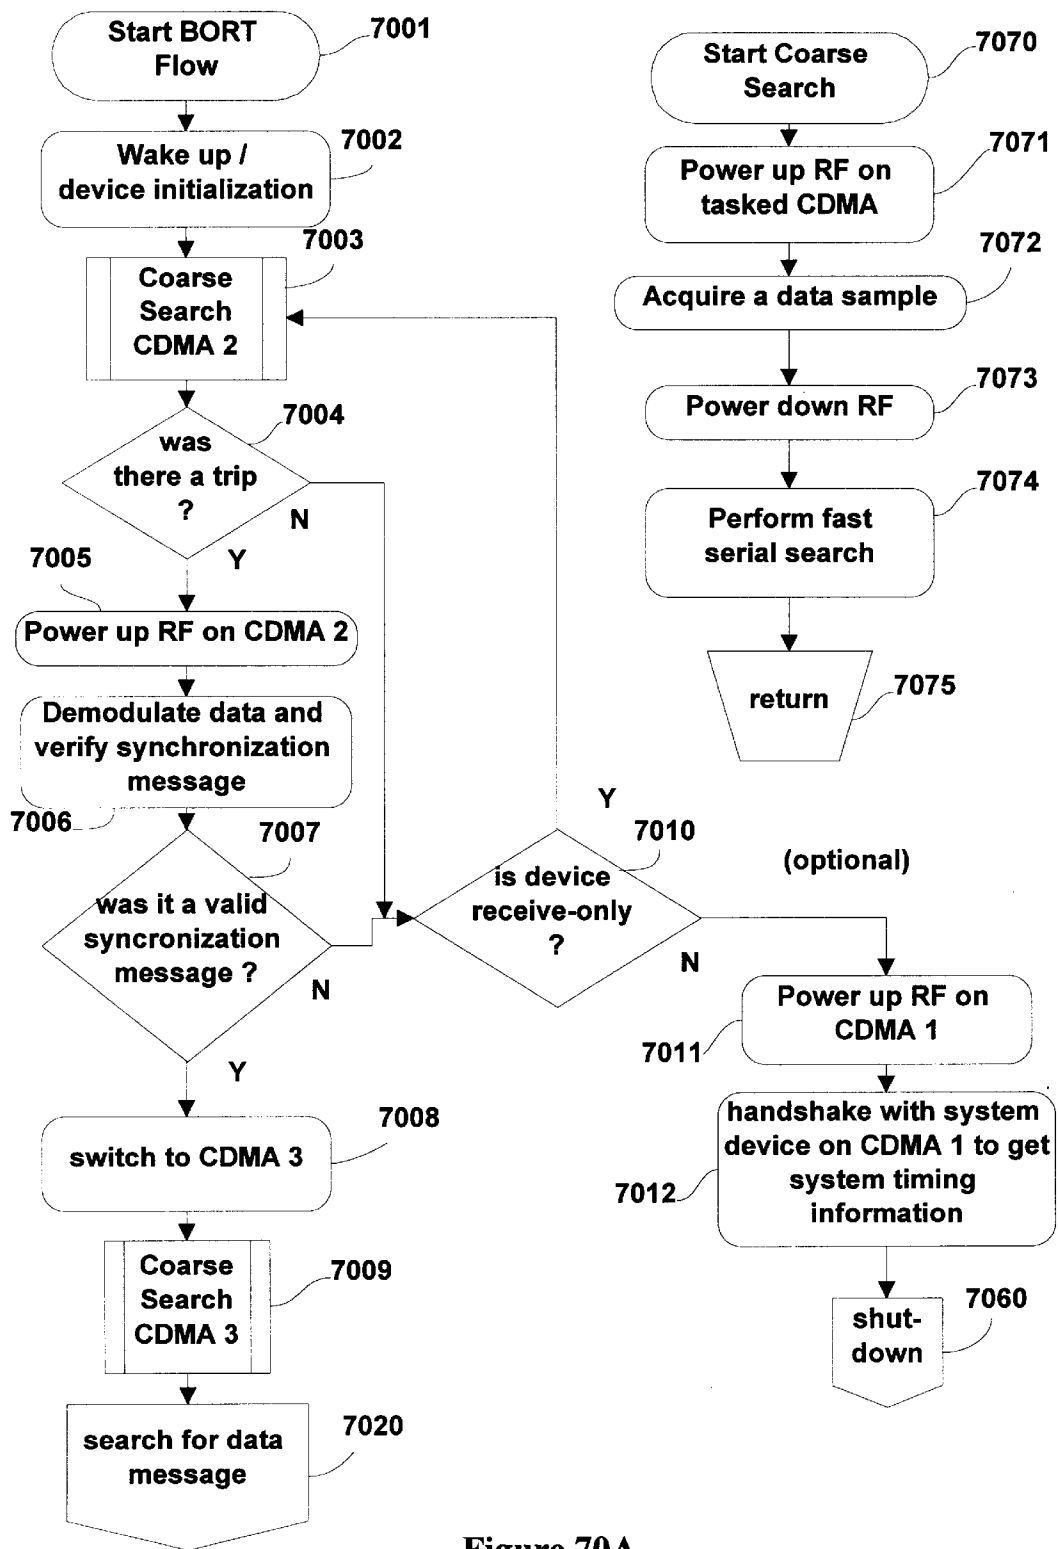 Start BORT
Flow
7001
Wake up /
device initialization
7002
Coarse
Search
CDMA 2
7003
was
there a trip
?
7004
N
Y
7005
Power up RF on CDMA 2
Demodulate data and
verify synchronization
message
7006
was it a valid
syncronization
message ?
7007
N
Y
switch to CDMA 3
7008
Coarse
Search
CDMA 3
7009
search for data
message
7020
is device
receive-only
?
7010
Y
N
(optional)
Power up RF on
CDMA 1
7011
handshake with system
device on CDMA 1 to get
system timing
information
7012
shut-
down
7060
Start Coarse
Search
7070
Power up RF on
tasked CDMA
7071
Acquire a data sample
7072
Power down RF
7073
Perform fast
serial search
7074
return
7075
Figure 70A